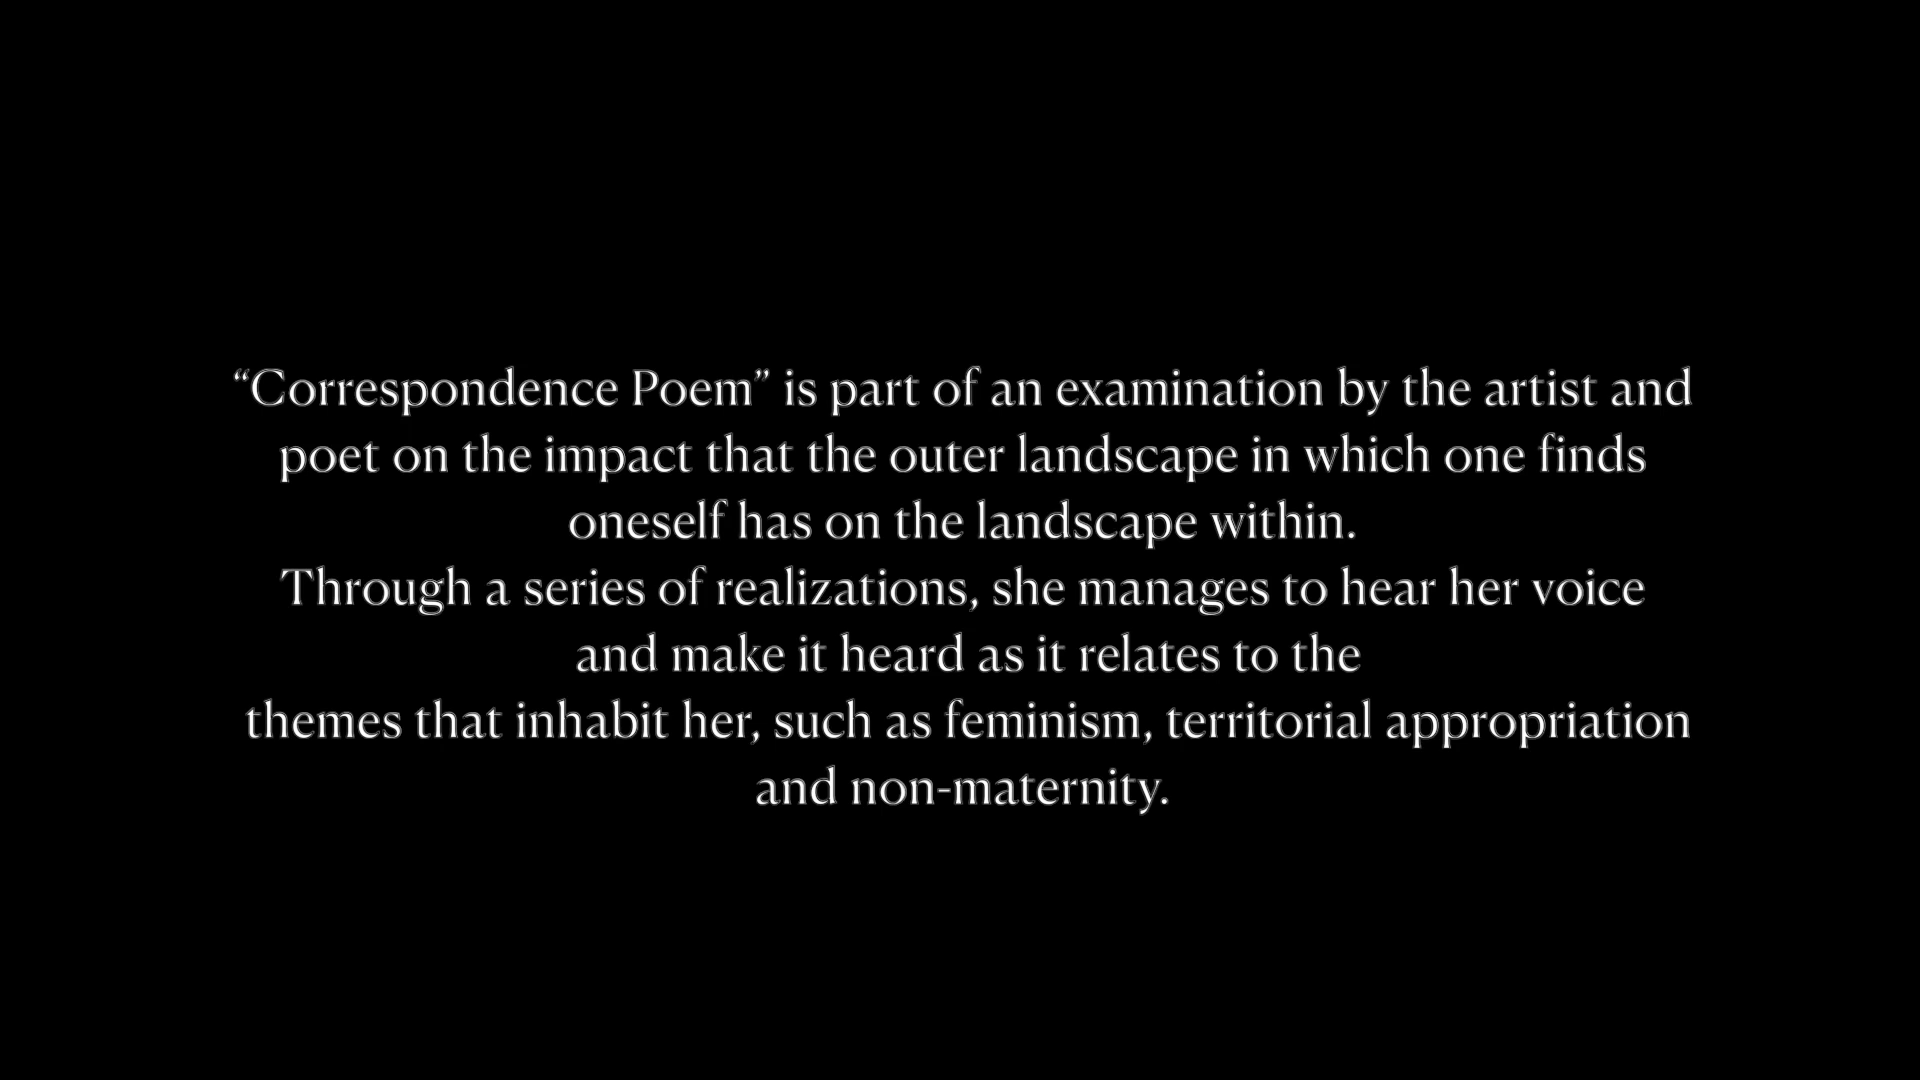 “Correspondence Poem” is part of an examination by the artist and
poet on the impact that the outer landscape in which one finds
oneself has on the landscape within.
Through a series of realizations, she manages to hear her voice
and make it heard as it relates to the
themes that inhabit her, such as feminism, territorial appropriation
and non-maternity.